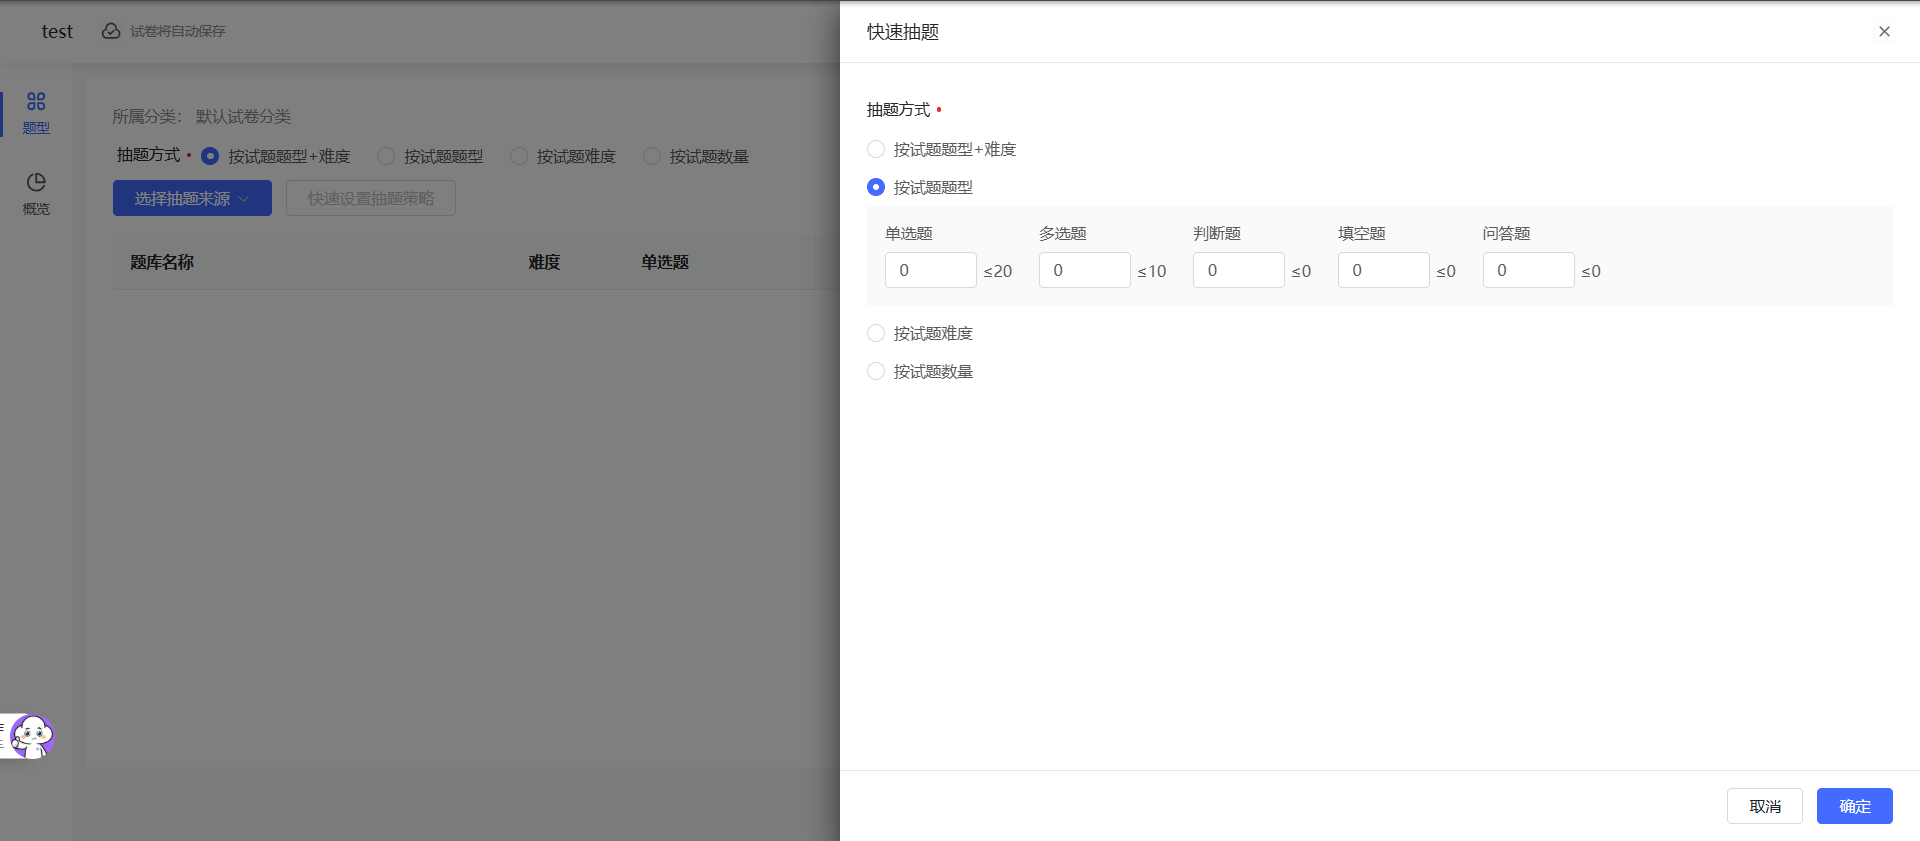 test 试卷将自动保存
题型
概览
所属分类： 默认试卷分类
抽题方式 • 按试题题型+难度 按试题题型 按试题难度 按试题数量
选择抽题来源 快速设置抽题策略
题库名称 难度 单选题
快速抽题
抽题方式 •
按试题题型+难度
按试题题型
单选题 多选题 判断题 填空题 问答题
0 ≤20 0 ≤10 0 ≤0 0 ≤0 0 ≤0
按试题难度
按试题数量
取消 确定